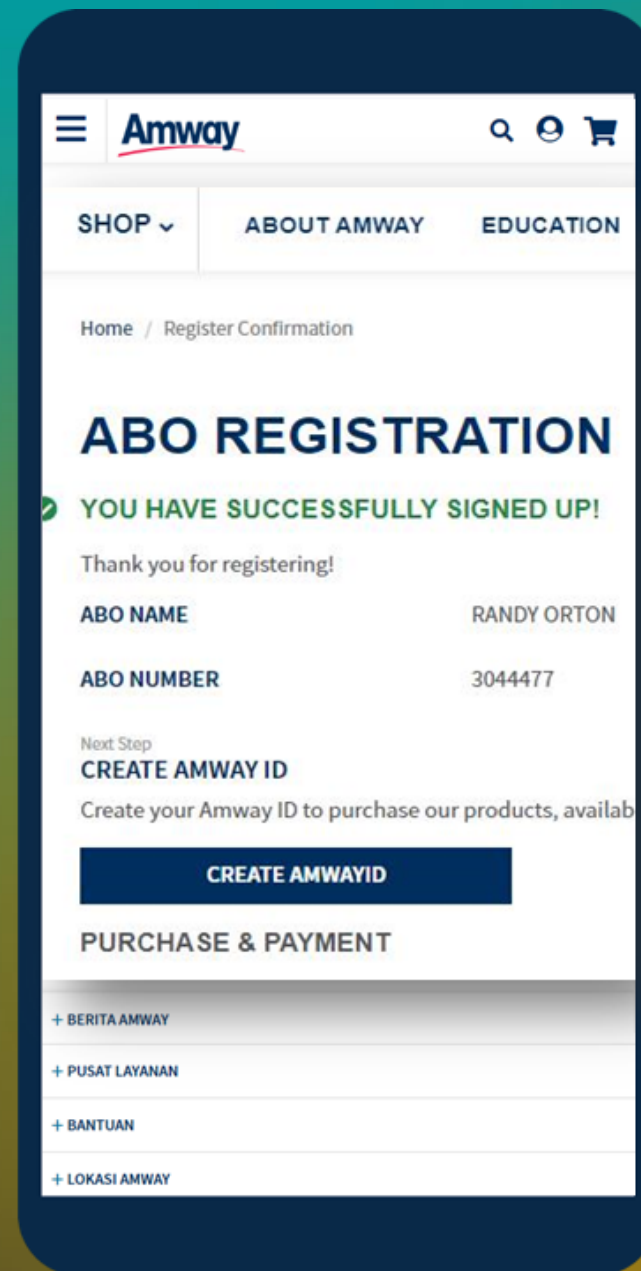 Amway
SHOP ABOUT AMWAY EDUCATION
Home / Register Confirmation
ABO REGISTRATION
YOU HAVE SUCCESSFULLY SIGNED UP!
Thank you for registering!
ABO NAME RANDY ORTON
ABO NUMBER 3044477
Next Step
CREATE AMWAY ID
Create your Amway ID to purchase our products, availab
CREATE AMWAYID
PURCHASE & PAYMENT
+ BERITA AMWAY
+ PUSAT LAYANAN
+ BANTUAN
+ LOKASI AMWAY